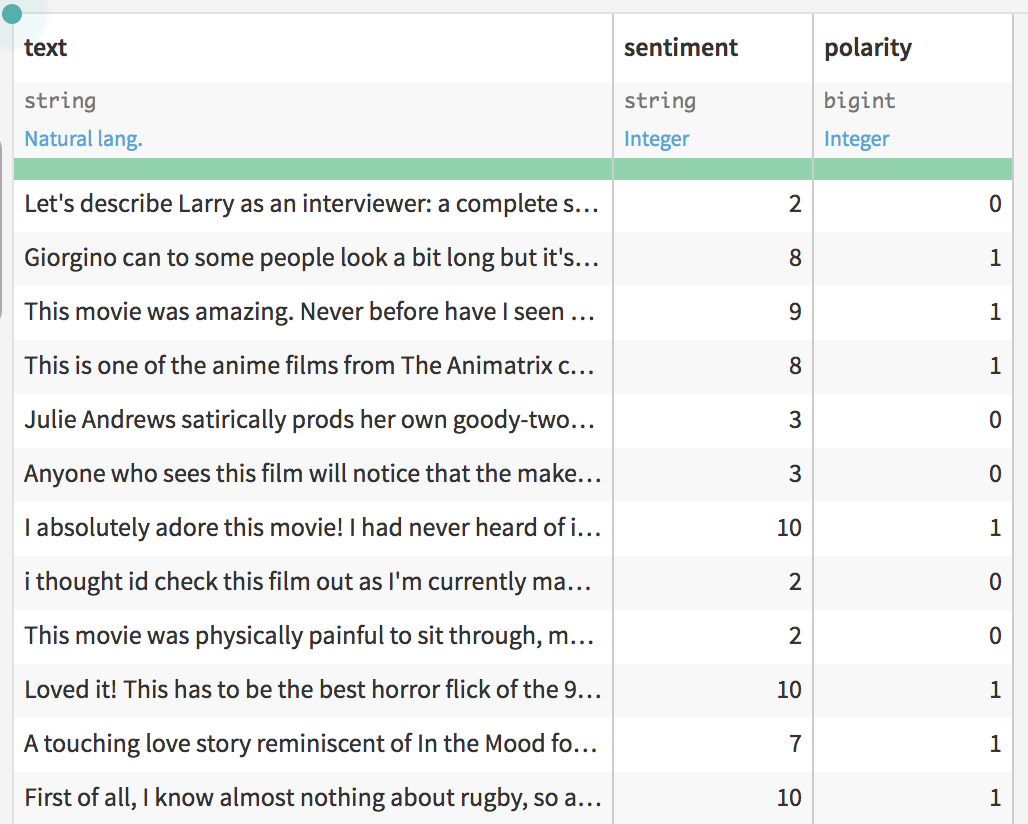 text sentiment polarity
string string bigint
Natural lang. Integer Integer
Let's describe Larry as an interviewer: a complete s… 2 0
Giorgino can to some people look a bit long but it's… 8 1
This movie was amazing. Never before have I seen … 9 1
This is one of the anime films from The Animatrix c… 8 1
Julie Andrews satirically prods her own goody-two… 3 0
Anyone who sees this film will notice that the make… 3 0
I absolutely adore this movie! I had never heard of i… 10 1
i thought id check this film out as I'm currently ma… 2 0
This movie was physically painful to sit through, m… 2 0
Loved it! This has to be the best horror flick of the 9… 10 1
A touching love story reminiscent of In the Mood fo… 7 1
First of all, I know almost nothing about rugby, so a… 10 1